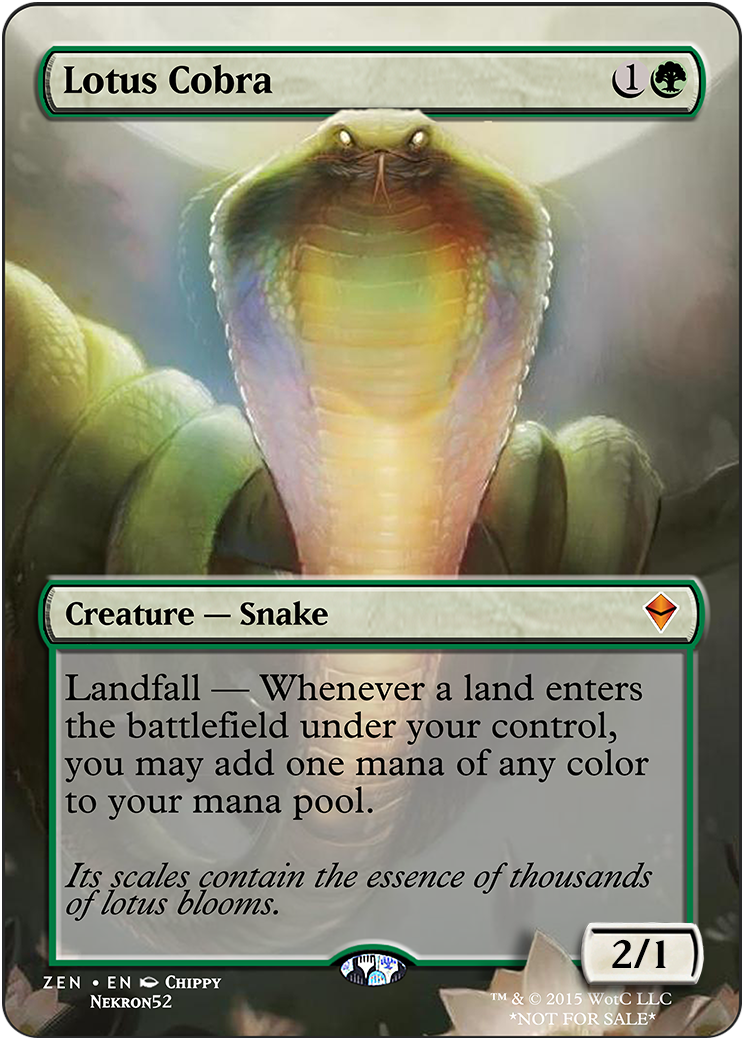 Lotus Cobra 1
Creature — Snake
Landfall — Whenever a land enters
the battlefield under your control,
you may add one mana of any color
to your mana pool.
Its scales contain the essence of thousands
of lotus blooms.
2/1
ZEN • EN Chippy
Nekron52
™ & © 2015 WotC LLC
*NOT FOR SALE*